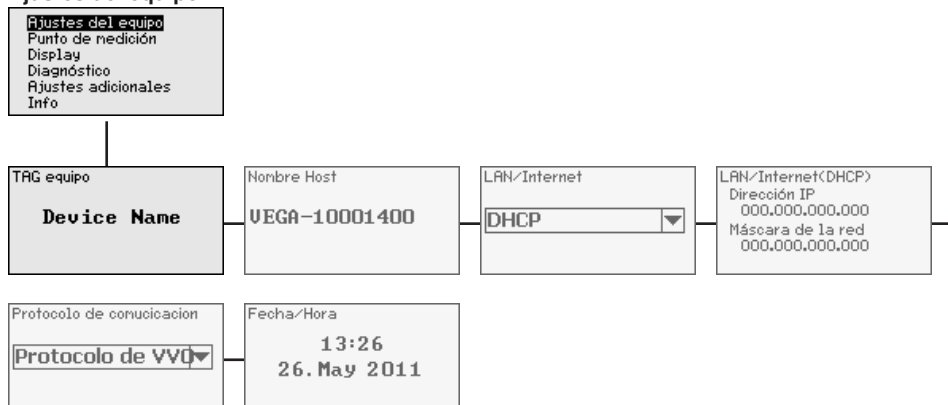 Ajustes del equipo
Punto de medición
Display
Diagnóstico
Ajustes adicionales
Info
TAG equipo
Device Name
Nombre Host
VEGA-10001400
LAN/Internet
DHCP
LAN/Internet(DHCP)
Dirección IP
000.000.000.000
Máscara de la red
000.000.000.000
Protocolo de conucicacion
Protocolo de VVO
Fecha/Hora
13:26
26.May 2011